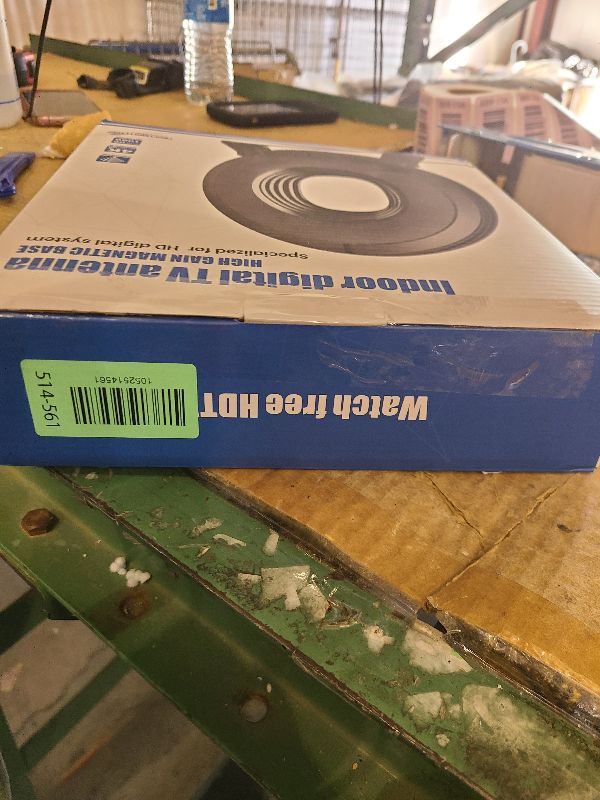 Indoor digital TV antenna
HIGH GAIN MAGNETIC BASE
Specialized for HD digital system
Watch free HDT
1052514561
514-561